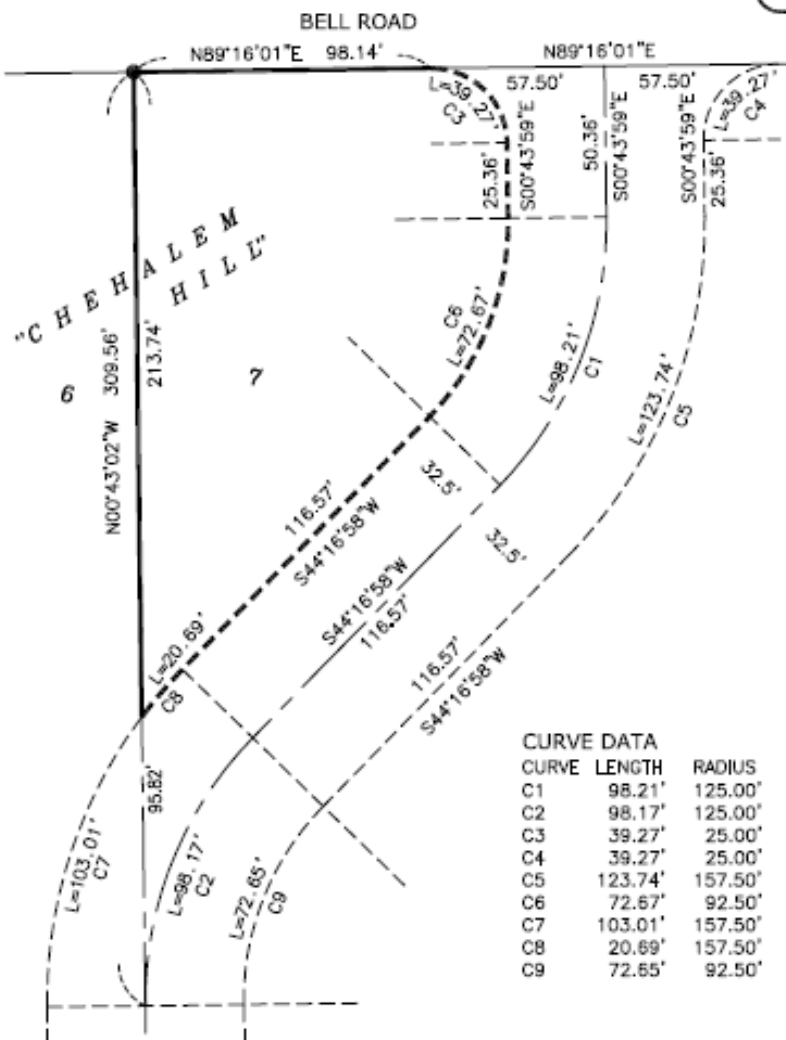 BELL ROAD
N89°16'01"E 98.14'
N89°16'01"E
57.50'
57.50'
L=39.27'
C3
L=39.27'
C4
25.36'
S00°43'59"E
50.36'
S00°43'59"E
S00°43'59"E
25.36'
"CHEHALEM
HILL"
6
7
N00°43'02"W 309.56'
213.74'
C6
L=72.67'
L=98.21'
C1
L=123.74'
C5
32.5'
32.5'
116.57'
S44°16'58"W
S44°16'58"W
116.57'
116.57'
S44°16'58"W
L=20.69'
C8
95.82'
L=103.01'
C7
L=98.17'
C2
L=72.65'
C9
CURVE DATA
CURVE LENGTH RADIUS
C1 98.21' 125.00'
C2 98.17' 125.00'
C3 39.27' 25.00'
C4 39.27' 25.00'
C5 123.74' 157.50'
C6 72.67' 92.50'
C7 103.01' 157.50'
C8 20.69' 157.50'
C9 72.65' 92.50'